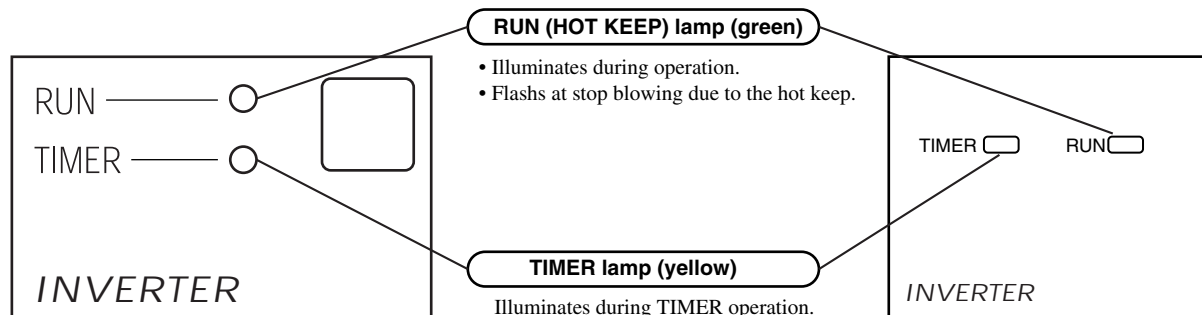 RUN (HOT KEEP) lamp (green)
• Illuminates during operation.
• Flashs at stop blowing due to the hot keep.
RUN
TIMER
INVERTER
TIMER RUN
INVERTER
TIMER lamp (yellow)
Illuminates during TIMER operation.